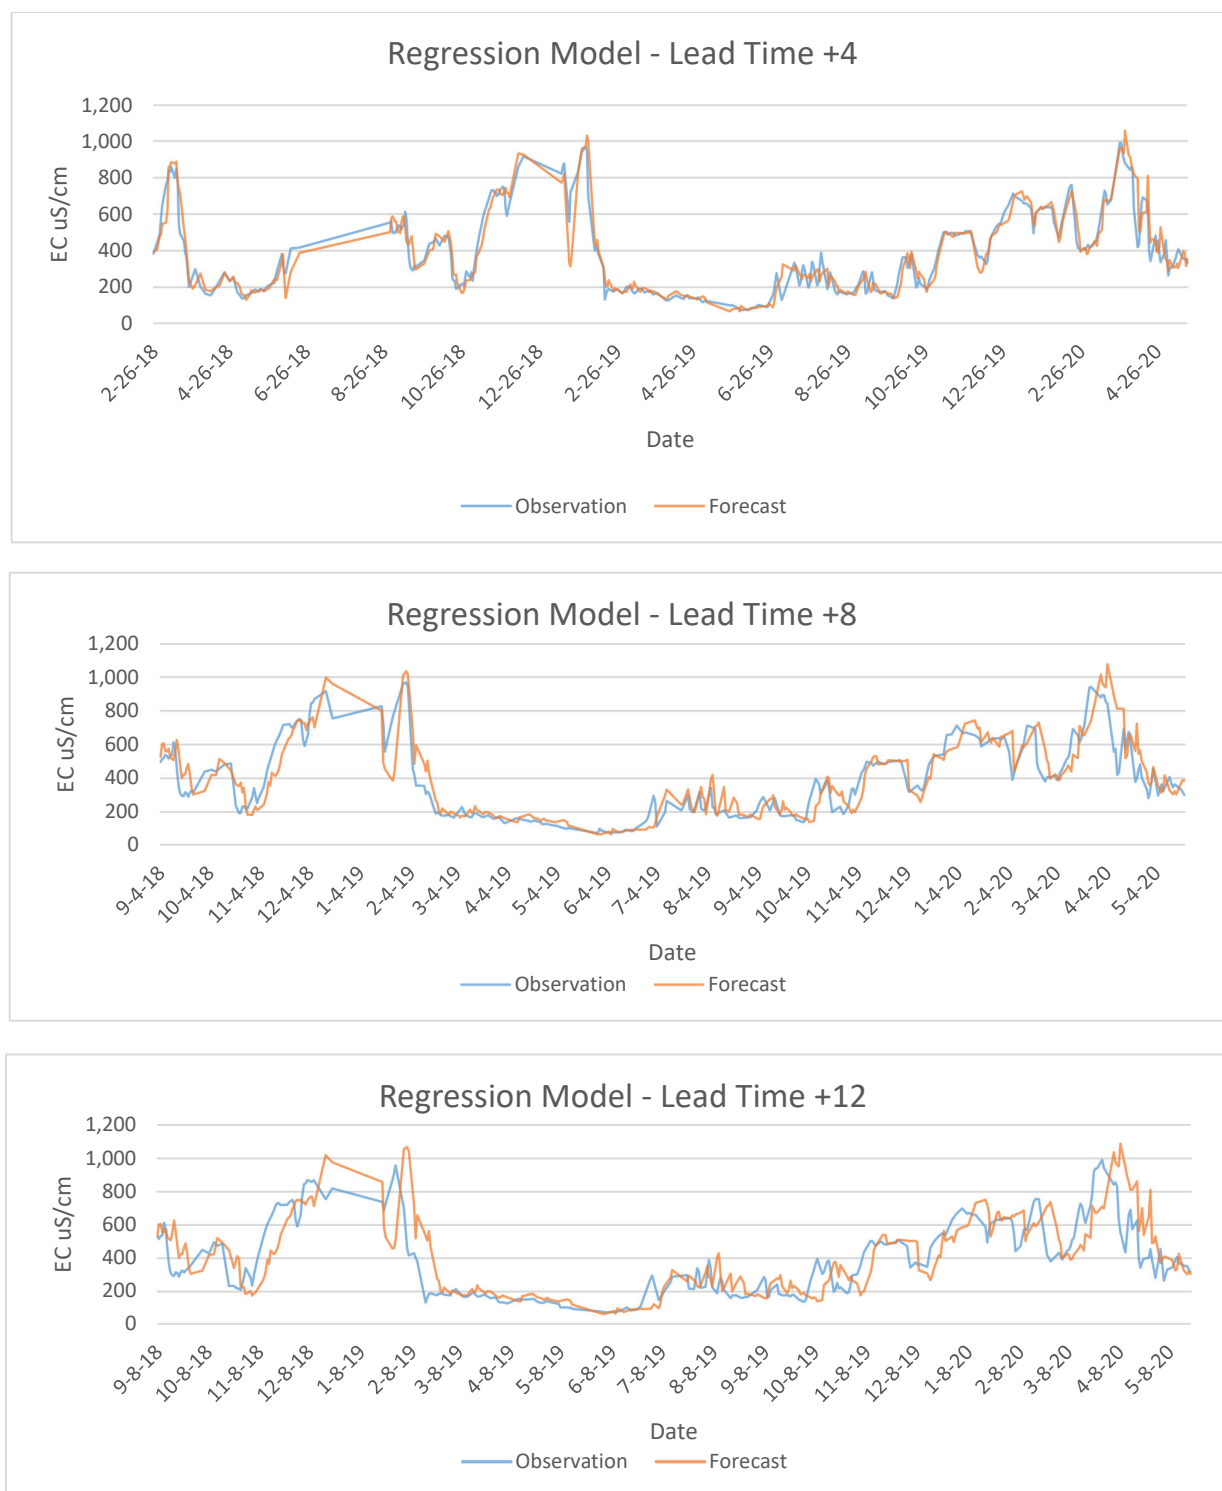 Regression Model - Lead Time +4
1,200
1,000
800
600
400
200
0
EC uS/cm
2-26-18 4-26-18 6-26-18 8-26-18 10-26-18 12-26-18 2-26-19 4-26-19 6-26-19 8-26-19 10-26-19 12-26-19 2-26-20 4-26-20
Date
Observation Forecast
Regression Model - Lead Time +8
1,200
1,000
800
600
400
200
0
EC uS/cm
9-4-18 10-4-18 11-4-18 12-4-18 1-4-19 2-4-19 3-4-19 4-4-19 5-4-19 6-4-19 7-4-19 8-4-19 9-4-19 10-4-19 11-4-19 12-4-19 1-4-20 2-4-20 3-4-20 4-4-20 5-4-20
Date
Observation Forecast
Regression Model - Lead Time +12
1,200
1,000
800
600
400
200
0
EC uS/cm
9-8-18 10-8-18 11-8-18 12-8-18 1-8-19 2-8-19 3-8-19 4-8-19 5-8-19 6-8-19 7-8-19 8-8-19 9-8-19 10-8-19 11-8-19 12-8-19 1-8-20 2-8-20 3-8-20 4-8-20 5-8-20
Date
Observation Forecast